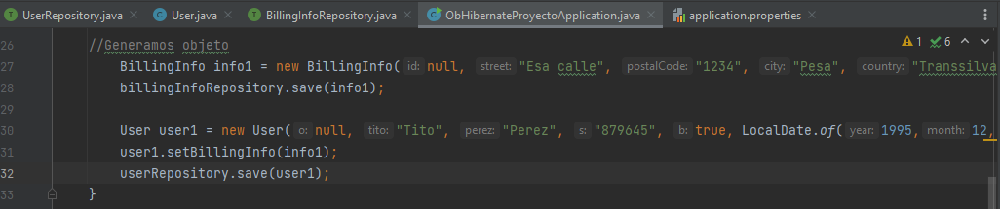 UserRepository.java × User.java × BillingInfoRepository.java × ObHibernateProyectoApplication.java × application.properties ×
26 //Generamos objeto 1 6
27 BillingInfo info1 = new BillingInfo( id: null, street: "Esa calle", postalCode: "1234", city: "Pesa", country: "Transsilva
28 billingInfoRepository.save(info1);
29
30 User user1 = new User( o: null, tito: "Tito", perez: "Perez", s: "879645", b: true, LocalDate.of( year: 1995, month: 12,
31 user1.setBillingInfo(info1);
32 userRepository.save(user1);
33 }